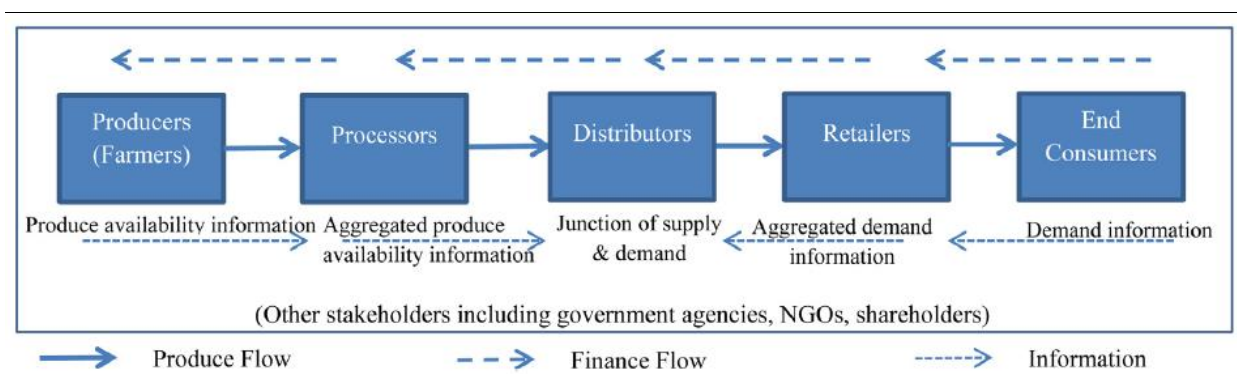 Producers
(Farmers)
Processors
Distributors
Retailers
End
Consumers
Produce availability information
Aggregated produce
availability information
Junction of supply
& demand
Aggregated demand
information
Demand information
(Other stakeholders including government agencies, NGOs, shareholders)
Produce Flow
Finance Flow
Information